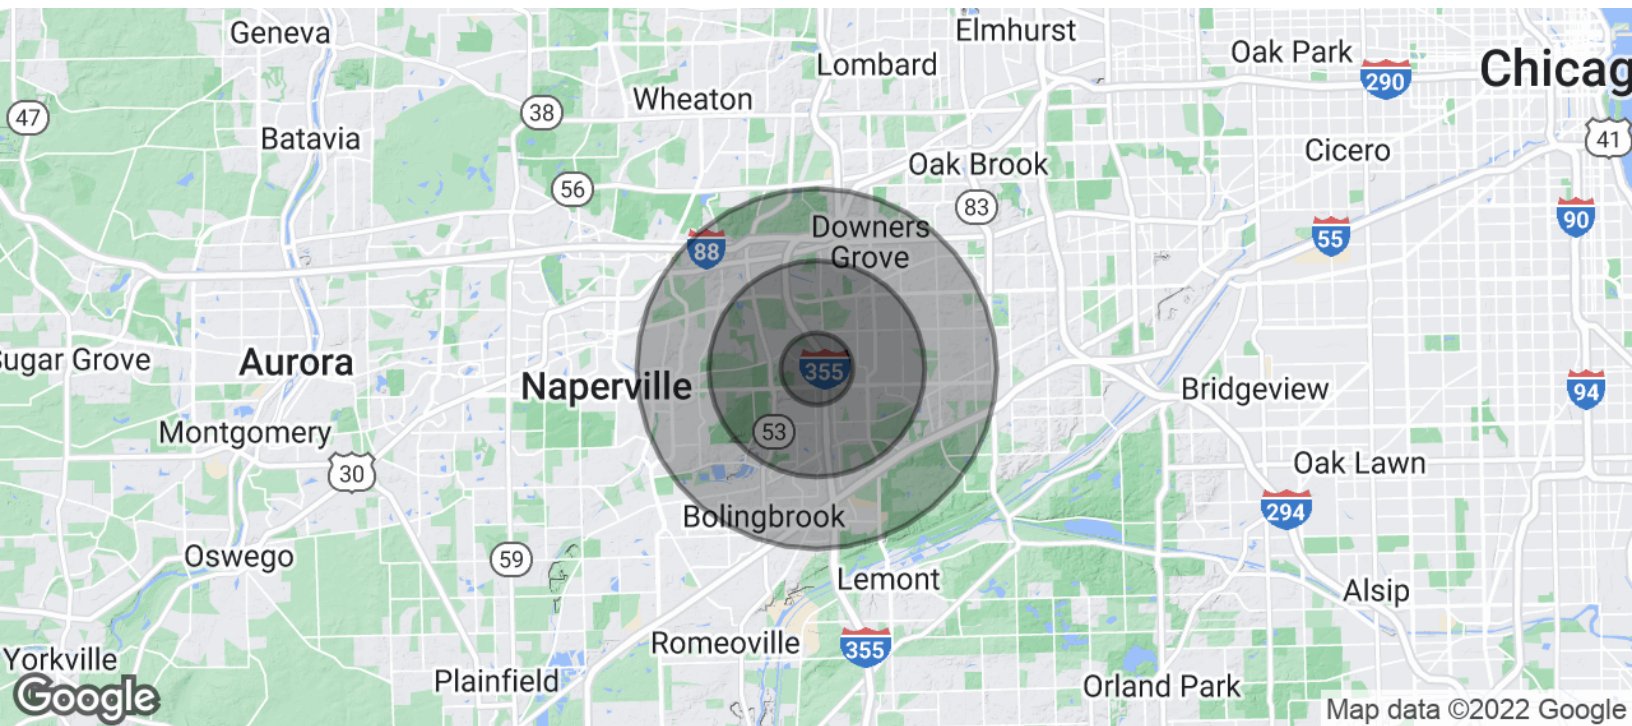 Geneva
Elmhurst
Lombard
Oak Park
290
Chicag
Wheaton
47
38
Batavia
41
Cicero
Oak Brook
56
83
90
Downers
Grove
55
88
Sugar Grove
Aurora
355
Naperville
Bridgeview
94
Montgomery
53
30
Oak Lawn
294
Bolingbrook
Oswego
59
Lemont
Alsip
Romeoville
355
Yorkville
Plainfield
Orland Park
Google
Map data ©2022 Google